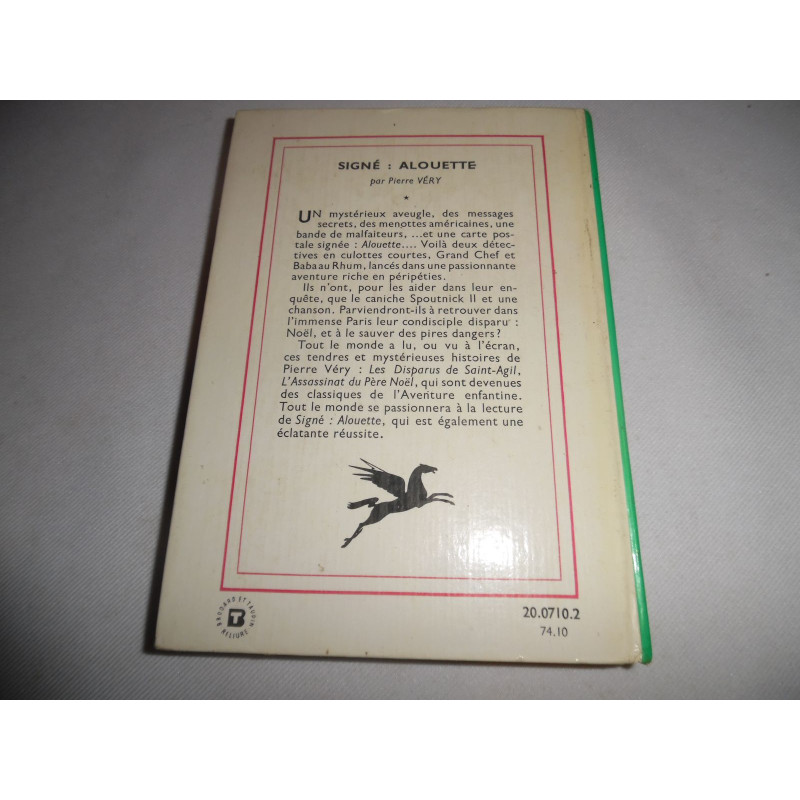 SIGNÉ : ALOUETTE
par Pierre VÉRY
★
UN mystérieux aveugle, des messages
secrets, des menottes américaines, une
bande de malfaiteurs, ...et une carte pos-
tale signée : Alouette.... Voilà deux détec-
tives en culottes courtes, Grand Chef et
Baba au Rhum, lancés dans une passionnante
aventure riche en péripéties.
Ils n'ont, pour les aider dans leur en-
quête, que le caniche Spoutnick II et une
chanson. Parviendront-ils à retrouver dans
l'immense Paris leur condisciple disparu :
Noël, et à le sauver des pires dangers?
Tout le monde a lu, ou vu à l'écran,
ces tendres et mystérieuses histoires de
Pierre Véry : Les Disparus de Saint-Agil,
L'Assassinat du Père Noël, qui sont devenues
des classiques de l'Aventure enfantine.
Tout le monde se passionnera à la lecture
de Signé : Alouette, qui est également une
éclatante réussite.
BRODARD ET TAUPIN
RELIURE
BT
20.0710.2
74.10